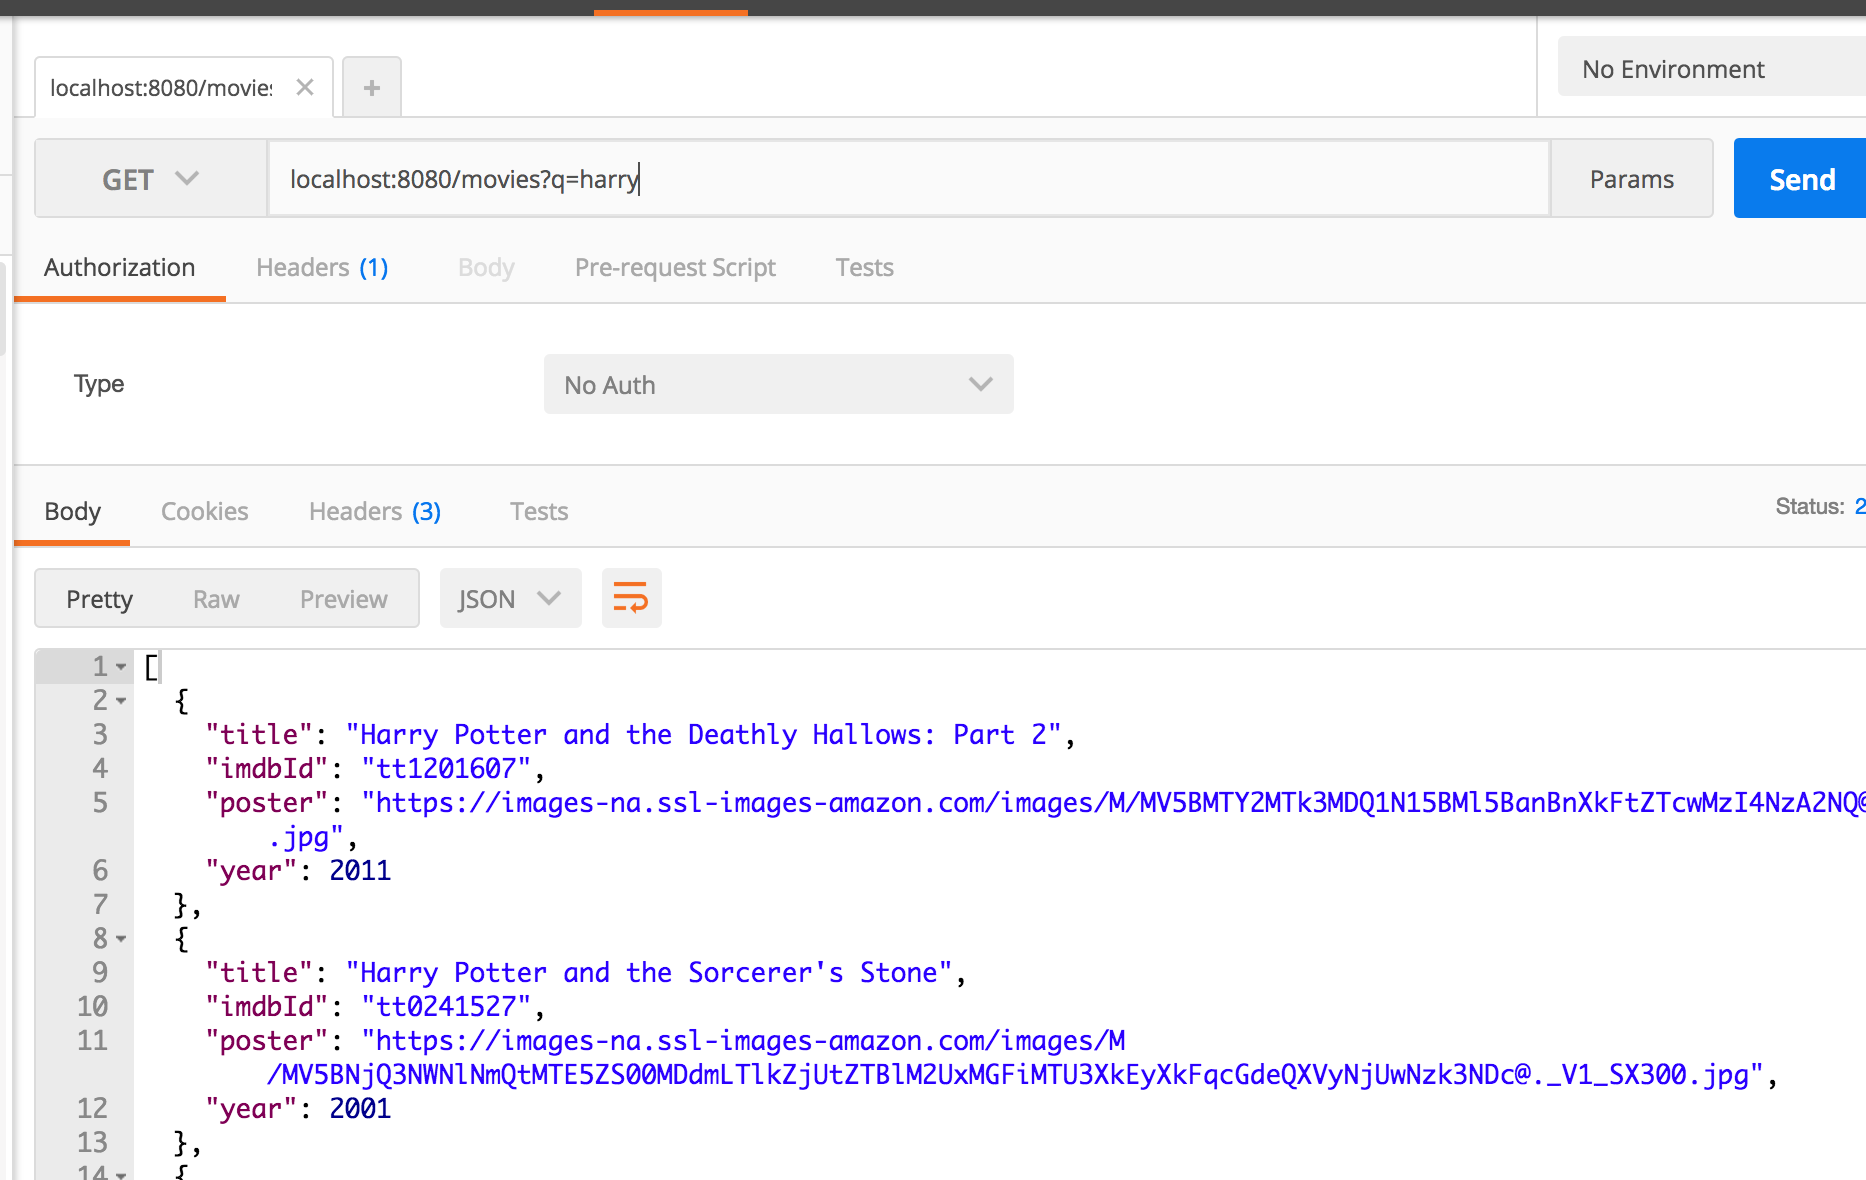 localhost:8080/movies
No Environment
GET localhost:8080/movies?q=harry Params Send
Authorization Headers (1) Body Pre-request Script Tests
Type No Auth
Body Cookies Headers (3) Tests Status: 2
Pretty Raw Preview JSON
1 [
2 {
3 "title": "Harry Potter and the Deathly Hallows: Part 2",
4 "imdbId": "tt1201607",
5 "poster": "https://images-na.ssl-images-amazon.com/images/M/MV5BMTY2MTk3MDQ1N15BMl5BanBnXkFtZTcwMzI4NzA2NQ@
.jpg",
6 "year": 2011
7 },
8 {
9 "title": "Harry Potter and the Sorcerer's Stone",
10 "imdbId": "tt0241527",
11 "poster": "https://images-na.ssl-images-amazon.com/images/M
/MV5BNjQ3NWNlNmQtMTE5ZS00MDdmLTlkZjUtZTBlM2UxMGFiMTU3XkEyXkFqcGdeQXVyNjUwNzk3NDc@._V1_SX300.jpg",
12 "year": 2001
13 },
14 {